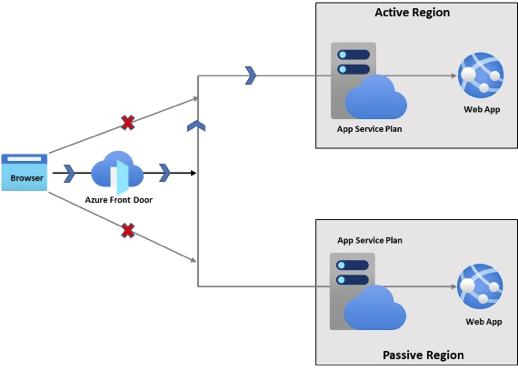 Active Region
App Service Plan
Web App
Browser
Azure Front Door
App Service Plan
Web App
Passive Region